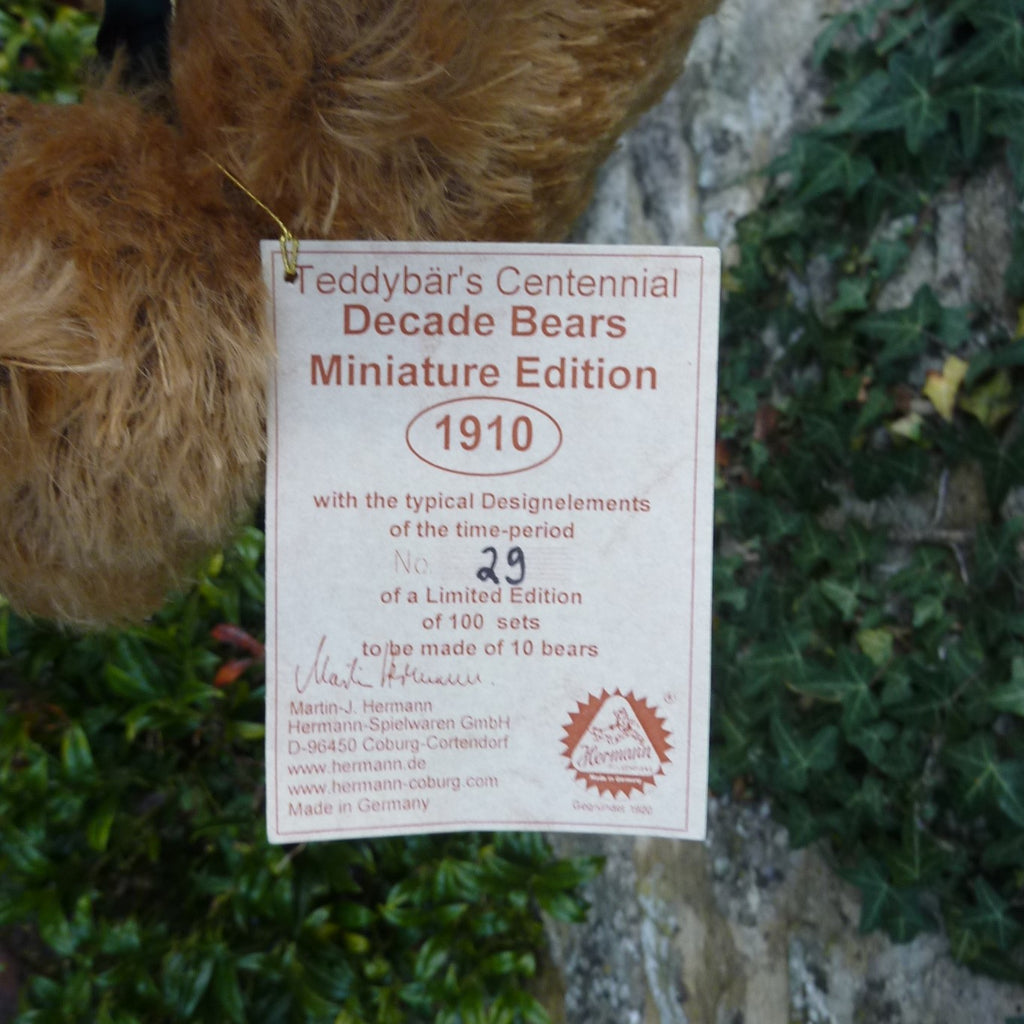 Teddybär's Centennial
Decade Bears
Miniature Edition
1910
with the typical Designelements
of the time-period
No. 29
of a Limited Edition
of 100 sets
to be made of 10 bears
Martin Hermann
Martin-J. Hermann
Hermann-Spielwaren GmbH
D-96450 Coburg-Cortendorf
www.hermann.de
www.hermann-coburg.com
Made in Germany
®
Hermann
Made in Germany
Gegründet 1920